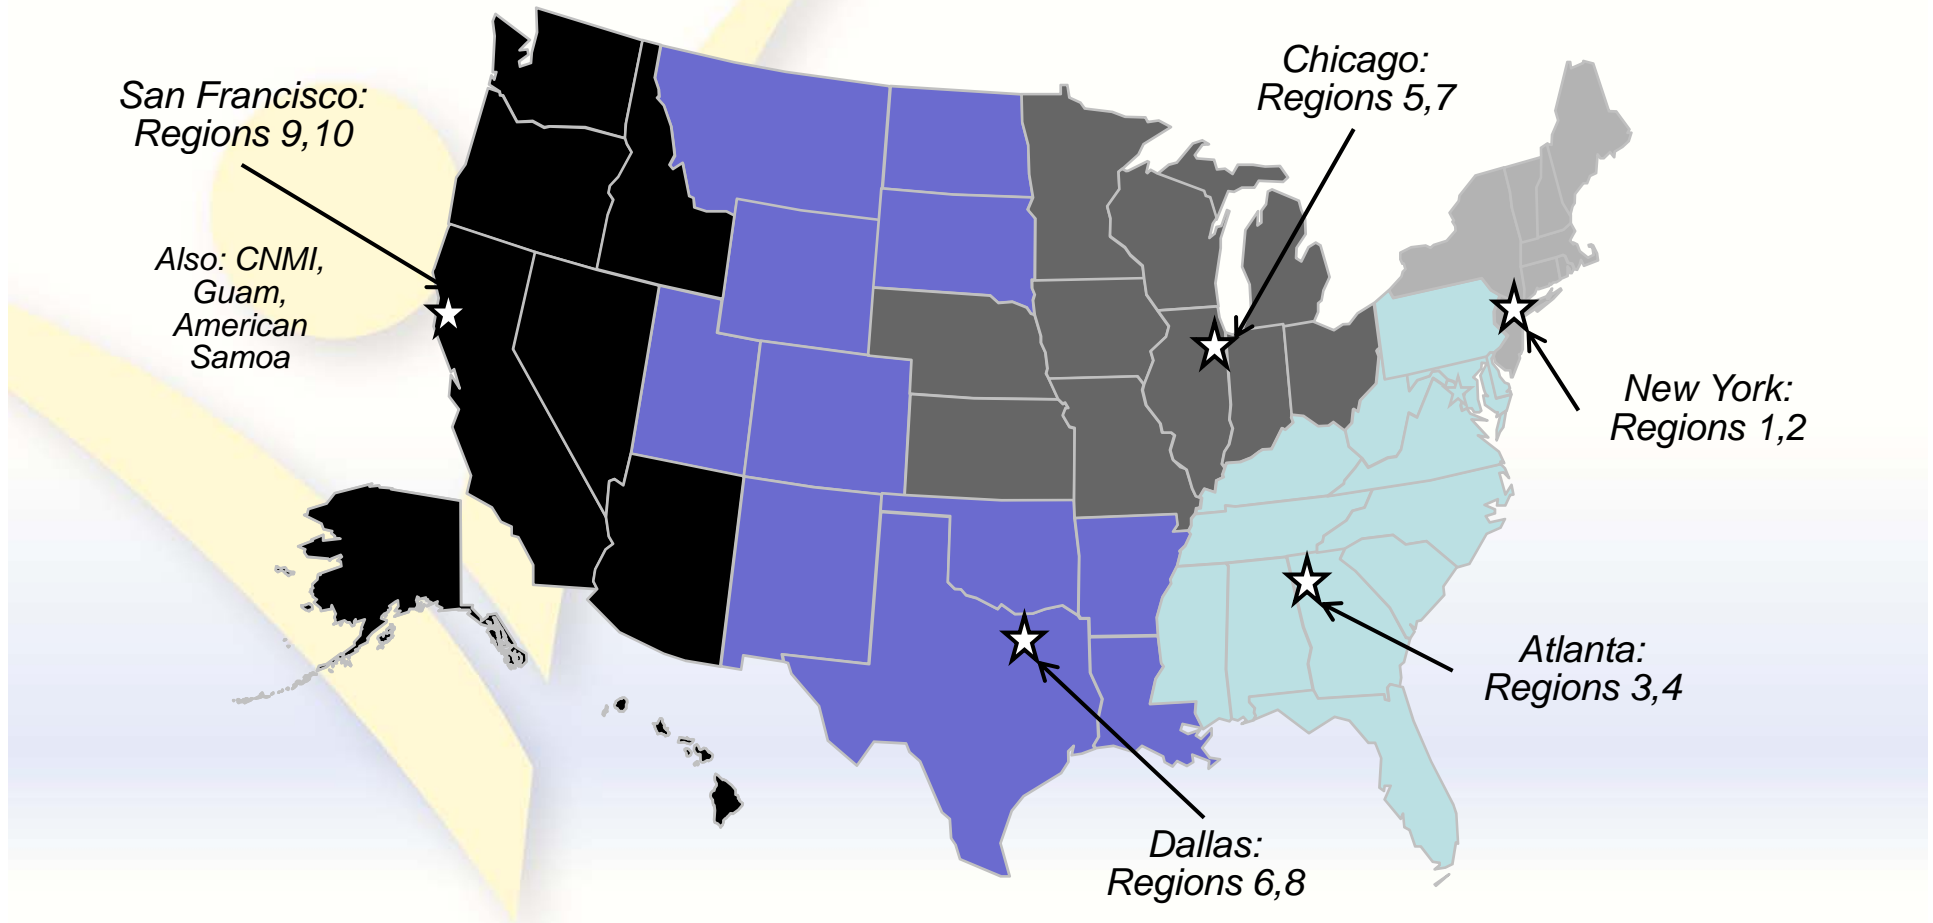 San Francisco:
Regions 9,10
Also: CNMI,
Guam,
American
Samoa
Chicago:
Regions 5,7
New York:
Regions 1,2
Atlanta:
Regions 3,4
Dallas:
Regions 6,8